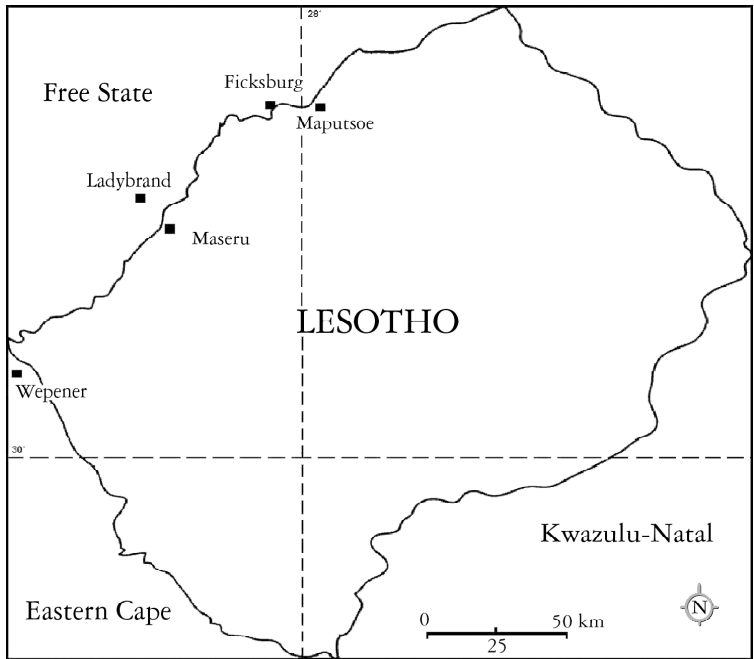 28´
Free State
Ficksburg
Maputsoe
Ladybrand
Maseru
LESOTHO
Wepener
30´
Kwazulu-Natal
Eastern Cape
N
0 50 km
25